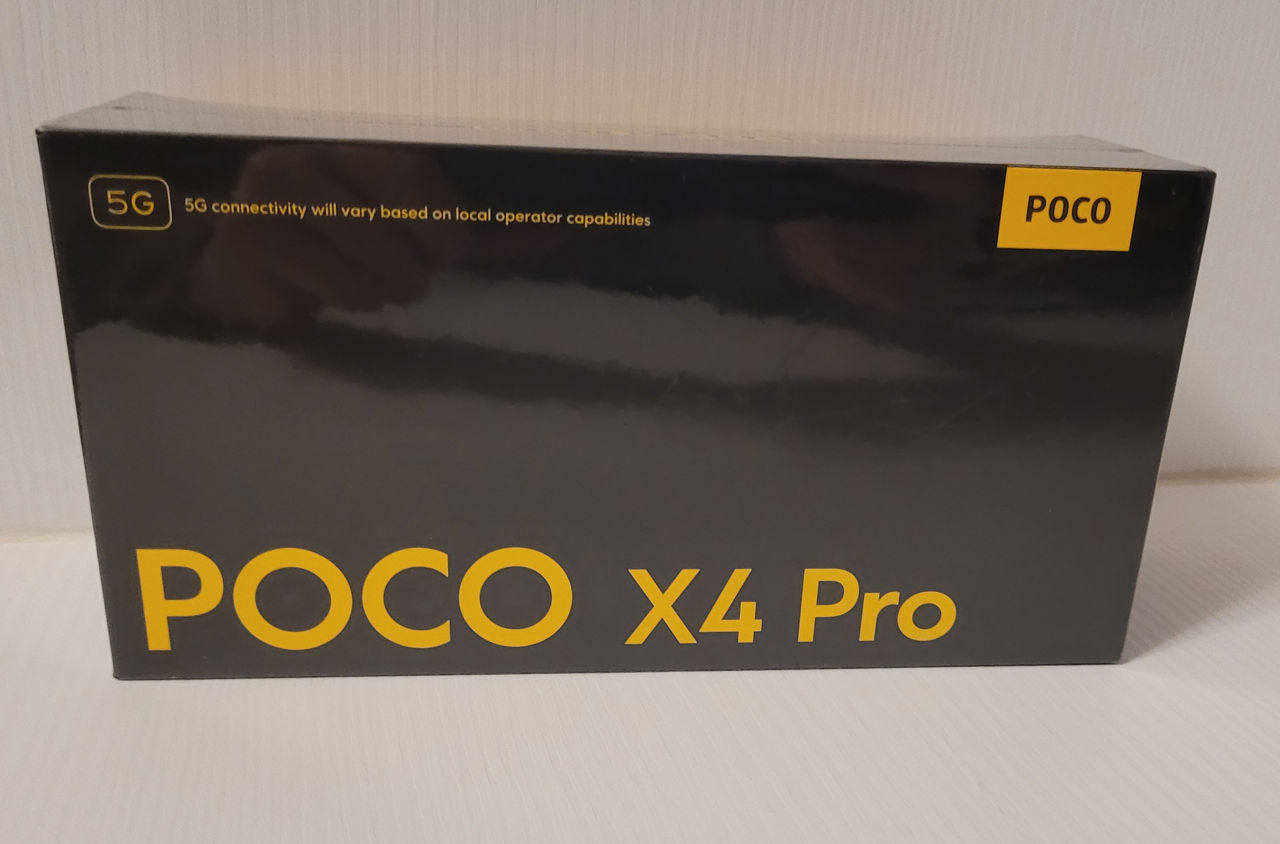 5G
5G connectivity will vary based on local operator capabilities
POCO
POCO X4 Pro